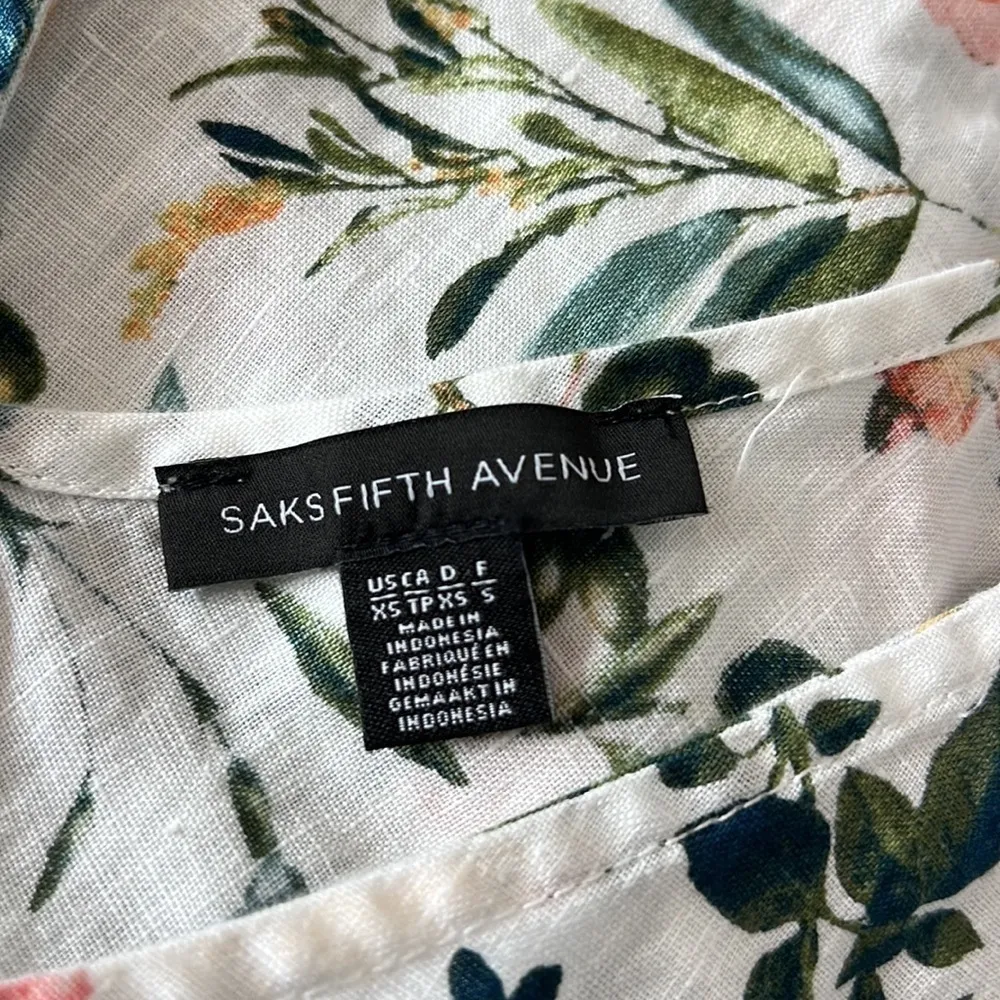 SAKS FIFTH AVENUE
US CA D F
XS TP XS S
MADE IN
INDONESIA
FABRIQUÉ EN
INDONÉSIE
GEMAAKT IN
INDONESIA